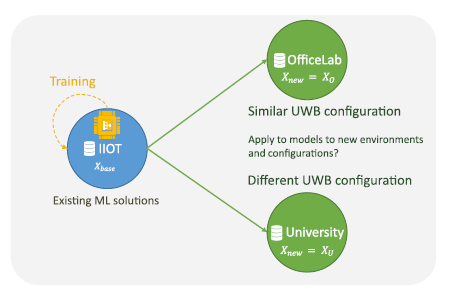 Training
IIOT
X_base
Existing ML solutions
OfficeLab
X_new = X_O
Similar UWB configuration
Apply to models to new environments
and configurations?
Different UWB configuration
University
X_new = X_U